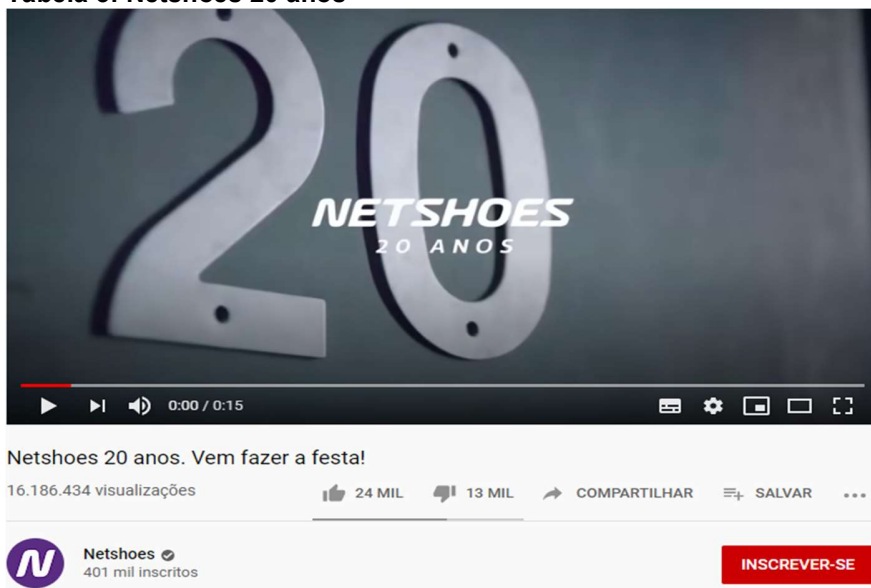 Tabela 3. Netshoes 20 anos
20
NETSHOES
20 ANOS
0:00 / 0:15
Netshoes 20 anos. Vem fazer a festa!
16.186.434 visualizações
24 MIL
13 MIL
COMPARTILHAR
SALVAR
Netshoes
401 mil inscritos
INSCREVER-SE